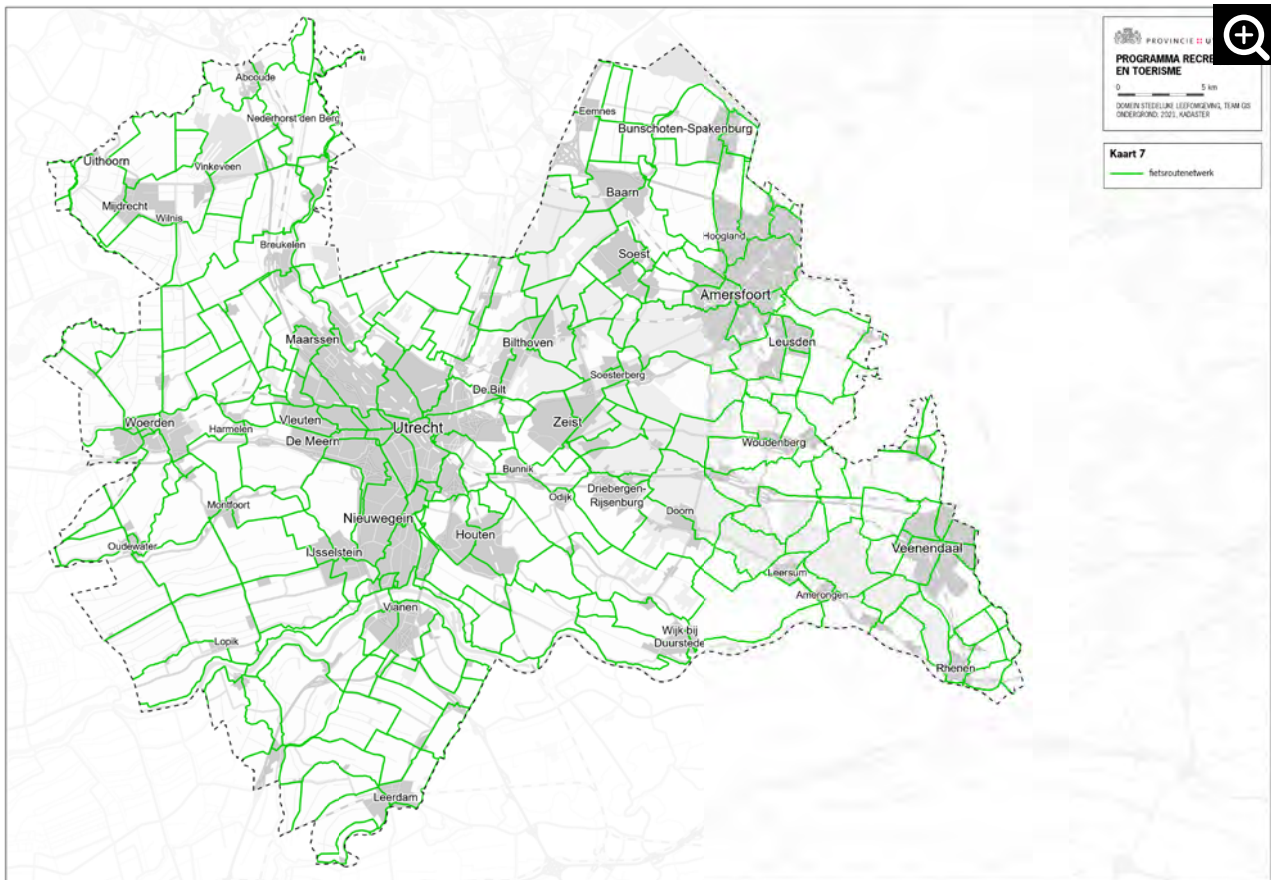 PROVINCIE U
PROGRAMMA RECRE
EN TOERISME
0 5 km
DOMEIN STEDELIJKE LEEFOMGEVING, TEAM GIS
ONDERGROND: 2021, KADASTER
Kaart 7
fietsroutenetwerk
Abcoude
Nederhorst den Berg
Eemnes
Bunschoten-Spakenburg
Uithoorn
Vinkeveen
Baarn
Mijdrecht
Wilnis
Hoogland
Breukelen
Soest
Amersfoort
Maarssen
Bilthoven
Leusden
Soesterberg
De Bilt
Woerden
Vleuten
Zeist
Harmelen
Utrecht
De Meern
Woudenberg
Bunnik
Driebergen-
Rijsenburg
Odijk
Montfoort
Doorn
Nieuwegein
Houten
Oudewater
IJsselstein
Veenendaal
Leersum
Amerongen
Vianen
Wijk bij
Duurstede
Lopik
Rhenen
Leerdam